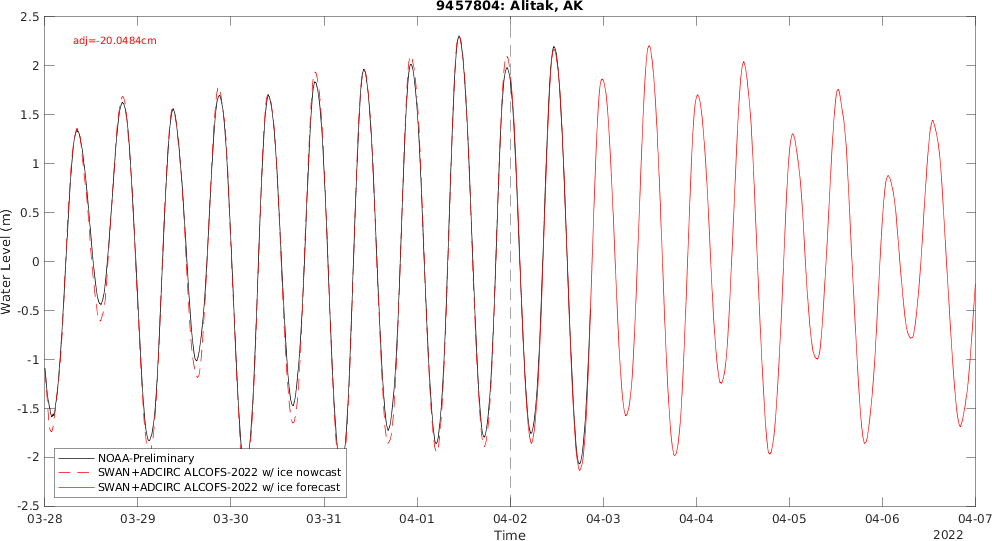 9457804: Alitak, AK
adj=-20.0484cm
2.5
2
1.5
1
0.5
0
-0.5
-1
-1.5
-2
-2.5
Water Level (m)
NOAA-Preliminary
SWAN+ADCIRC ALCOFS-2022 w/ ice nowcast
SWAN+ADCIRC ALCOFS-2022 w/ ice forecast
03-28 03-29 03-30 03-31 04-01 04-02 04-03 04-04 04-05 04-06 04-07
Time
2022